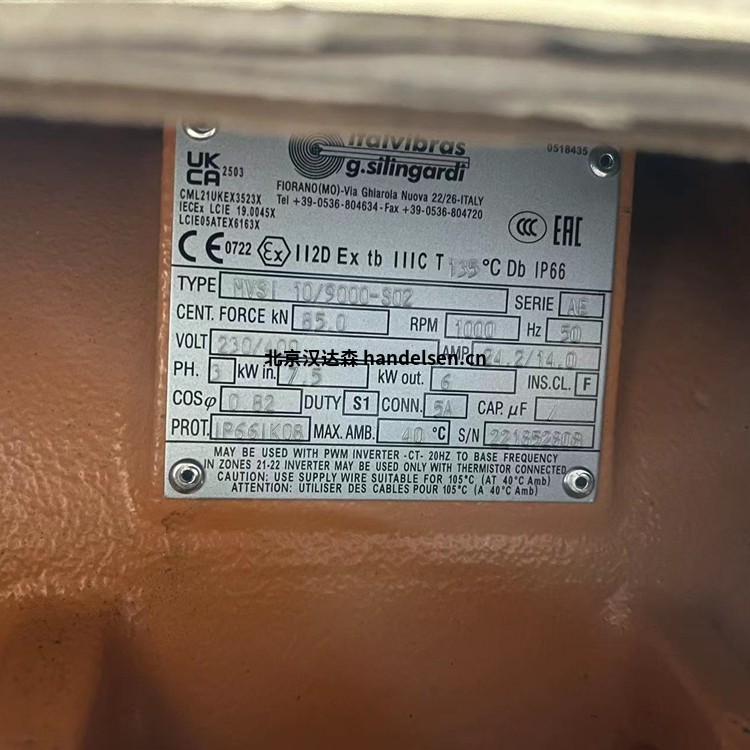 italvibras
g.silingardi
0518435
UK
CA 2503
FIORANO(MO)-Via Ghiarola Nuova 22/26-ITALY
Tel +39-0536-804634-Fax +39-0536-804720
CML21UKEX3523X
IECEx LCIE 19.0045X
LCIE05ATEX6163X
CCC EAC
CE 0722 Ex II2D Ex tb IIIC T 135 °C Db IP66
TYPE MVSI 10/9000-S02 SERIE AE
CENT. FORCE kN 85.0 RPM 1000 Hz 50
VOLT 230/400 AMP. 24.2/14.0
北京汉达森 handelsen.cn
PH. 3 kW in. 7.5 kW out. 6 INS.CL. F
COSφ 0.82 DUTY S1 CONN. 5A CAP. µF /
PROT. IP66IK08 MAX. AMB. 40 °C S/N
MAY BE USED WITH PWM INVERTER -CT- 20HZ TO BASE FREQUENCY
IN ZONES 21-22 INVERTER MAY BE USED ONLY WITH THERMISTOR CONNECTED
CAUTION: USE SUPPLY WIRE SUITABLE FOR 105°C (AT 40°C Amb)
ATTENTION: UTILISER DES CABLES POUR 105°C (A 40°C Amb)